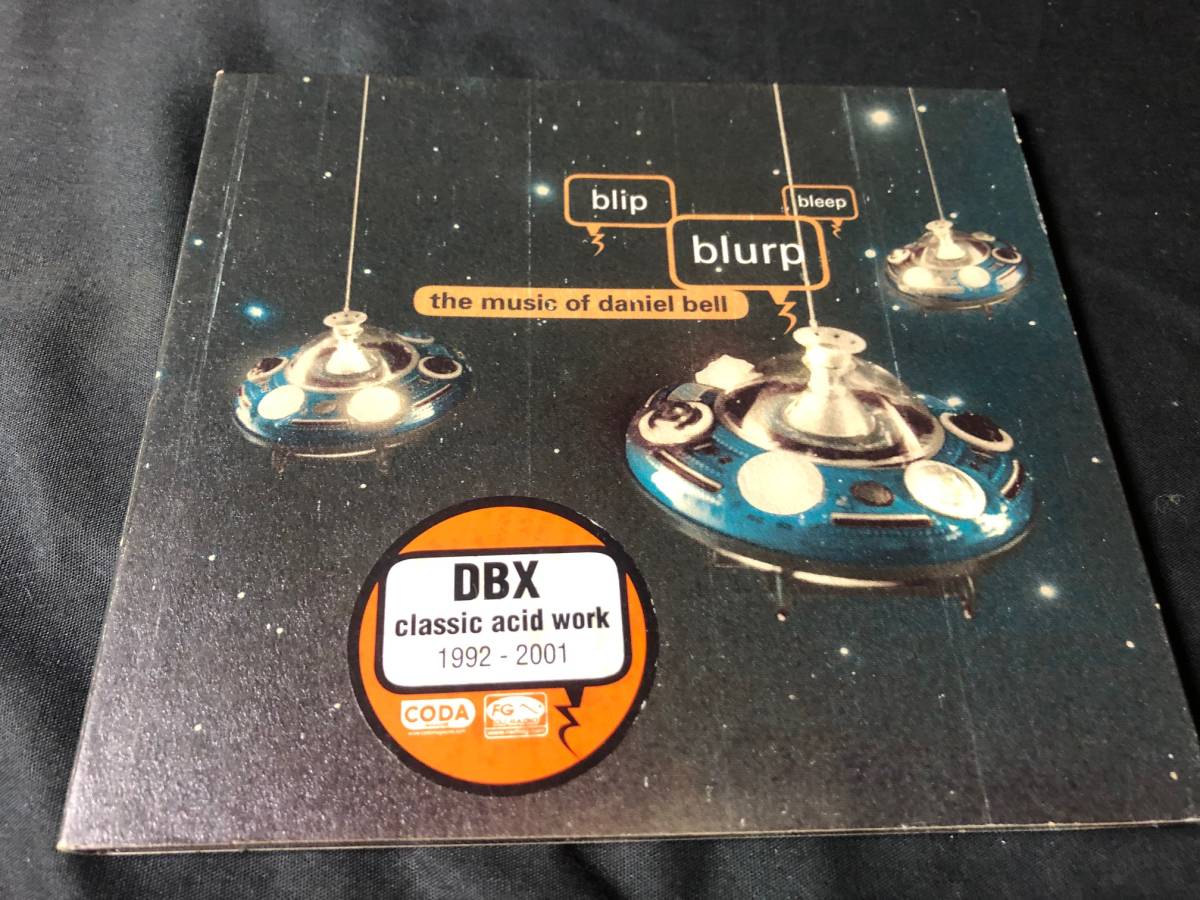 blip
bleep
blurp
the music of daniel bell
DBX
classic acid work
1992 - 2001
CODA
FG